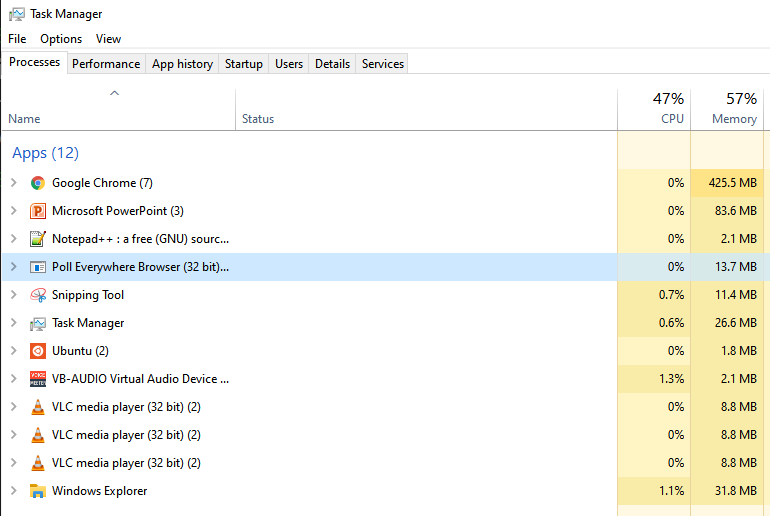 Task Manager
File Options View
Processes Performance App history Startup Users Details Services
47% 57%
Name Status CPU Memory
Apps (12)
Google Chrome (7) 0% 425.5 MB
Microsoft PowerPoint (3) 0% 83.6 MB
Notepad++ : a free (GNU) sourc... 0% 2.1 MB
Poll Everywhere Browser (32 bit)... 0% 13.7 MB
Snipping Tool 0.7% 11.4 MB
Task Manager 0.6% 26.6 MB
Ubuntu (2) 0% 1.8 MB
VOICE MEETER VB-AUDIO Virtual Audio Device ... 1.3% 2.1 MB
VLC media player (32 bit) (2) 0% 8.8 MB
VLC media player (32 bit) (2) 0% 8.8 MB
VLC media player (32 bit) (2) 0% 8.8 MB
Windows Explorer 1.1% 31.8 MB